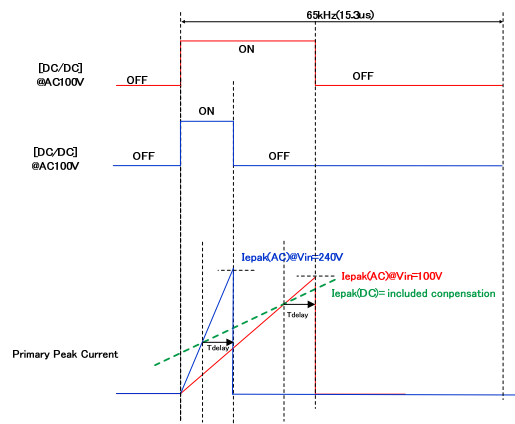 65kHz(15.3us)
ON
[DC/DC]
@AC100V
OFF
OFF
ON
[DC/DC]
@AC100V
OFF
OFF
Iepak(AC)@Vin=240V
Iepak(AC)@Vin=100V
Iepak(DC)= included conpensation
Tdelay
Tdelay
Primary Peak Current